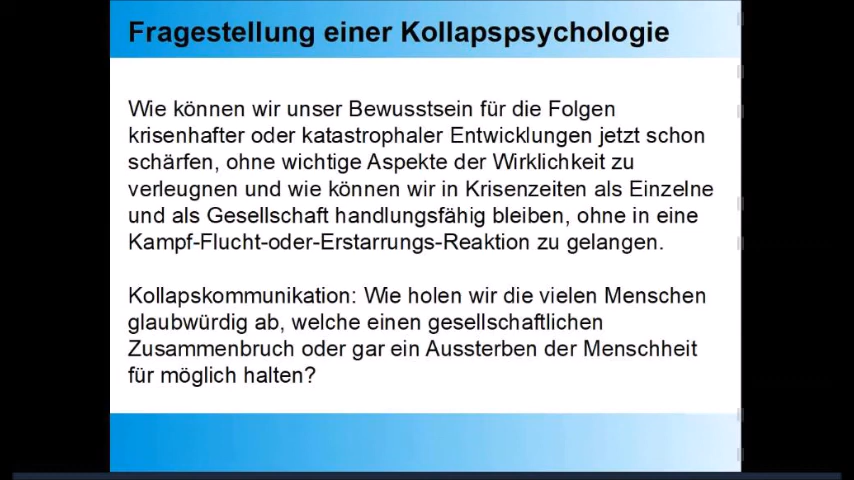 Fragestellung einer Kollapspsychologie
Wie können wir unser Bewusstsein für die Folgen
krisenhafter oder katastrophaler Entwicklungen jetzt schon
schärfen, ohne wichtige Aspekte der Wirklichkeit zu
verleugnen und wie können wir in Krisenzeiten als Einzelne
und als Gesellschaft handlungsfähig bleiben, ohne in eine
Kampf-Flucht-oder-Erstarrungs-Reaktion zu gelangen.
Kollapskommunikation: Wie holen wir die vielen Menschen
glaubwürdig ab, welche einen gesellschaftlichen
Zusammenbruch oder gar ein Aussterben der Menschheit
für möglich halten?